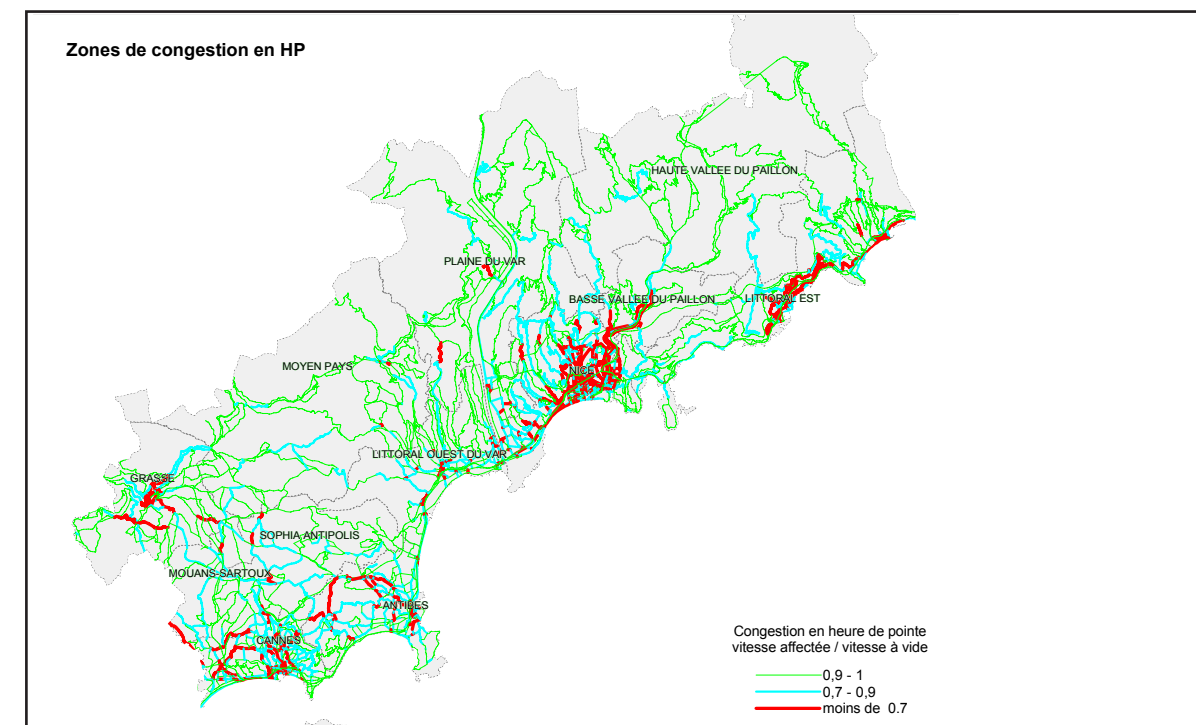 Zones de congestion en HP
HAUTE VALLEE DU PAILLON
PLAINE DU VAR
BASSE VALLEE DU PAILLON
LITTORAL EST
MOYEN PAYS
NICE
LITTORAL OUEST DU VAR
GRASSE
SOPHIA ANTIPOLIS
MOUANS-SARTOUX
ANTIBES
CANNES
Congestion en heure de pointe
vitesse affectée / vitesse à vide
0,9 - 1
0,7 - 0,9
moins de 0.7